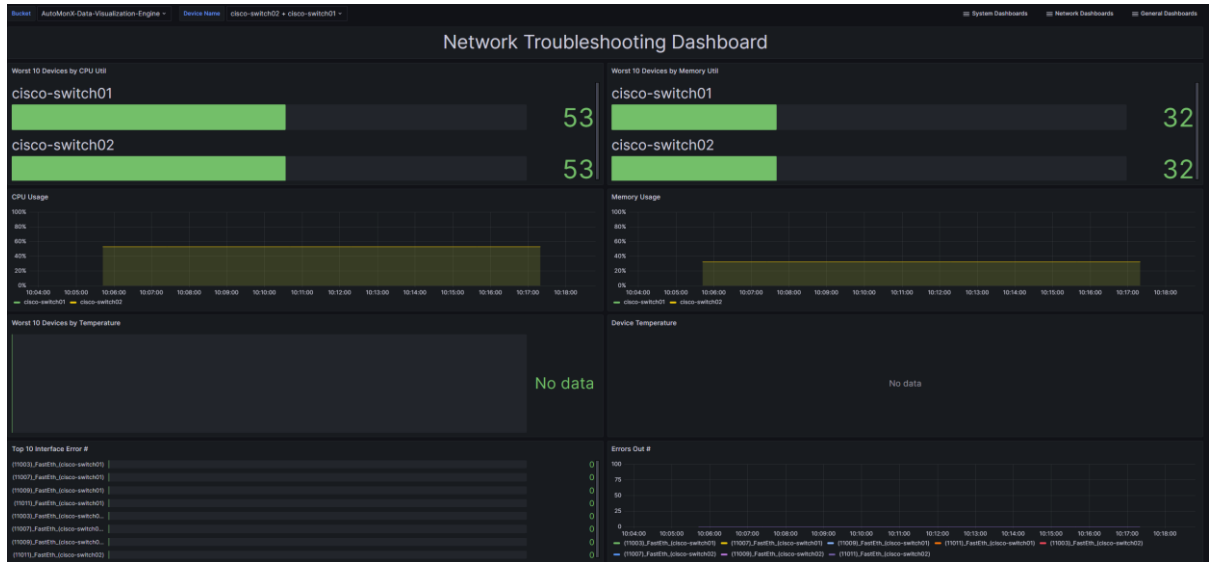 Bucket AutoMonX-Data-Visualization-Engine Device Name cisco-switch02 + cisco-switch01 System Dashboards Network Dashboards General Dashboards
Network Troubleshooting Dashboard
Worst 10 Devices by CPU Util
cisco-switch01
53
cisco-switch02
53
Worst 10 Devices by Memory Util
cisco-switch01
32
cisco-switch02
32
CPU Usage
100%
80%
60%
40%
20%
0%
10:04:00 10:05:00 10:06:00 10:07:00 10:08:00 10:09:00 10:10:00 10:11:00 10:12:00 10:13:00 10:14:00 10:15:00 10:16:00 10:17:00 10:18:00
cisco-switch01 cisco-switch02
Memory Usage
100%
80%
60%
40%
20%
0%
10:04:00 10:05:00 10:06:00 10:07:00 10:08:00 10:09:00 10:10:00 10:11:00 10:12:00 10:13:00 10:14:00 10:15:00 10:16:00 10:17:00 10:18:00
cisco-switch01 cisco-switch02
Worst 10 Devices by Temperature
No data
Device Temperature
No data
Top 10 Interface Error #
(11003)_FastEth_(cisco-switch01) 0
(11007)_FastEth_(cisco-switch01) 0
(11009)_FastEth_(cisco-switch01) 0
(11011)_FastEth_(cisco-switch01) 0
(11003)_FastEth_(cisco-switch0... 0
(11007)_FastEth_(cisco-switch0... 0
(11009)_FastEth_(cisco-switch0... 0
(11011)_FastEth_(cisco-switch02) 0
Errors Out #
100
75
50
25
0
10:04:00 10:05:00 10:06:00 10:07:00 10:08:00 10:09:00 10:10:00 10:11:00 10:12:00 10:13:00 10:14:00 10:15:00 10:16:00 10:17:00 10:18:00
(11003)_FastEth_(cisco-switch01) (11007)_FastEth_(cisco-switch01) (11009)_FastEth_(cisco-switch01) (11011)_FastEth_(cisco-switch01) (11003)_FastEth_(cisco-switch02)
(11007)_FastEth_(cisco-switch02) (11009)_FastEth_(cisco-switch02) (11011)_FastEth_(cisco-switch02)